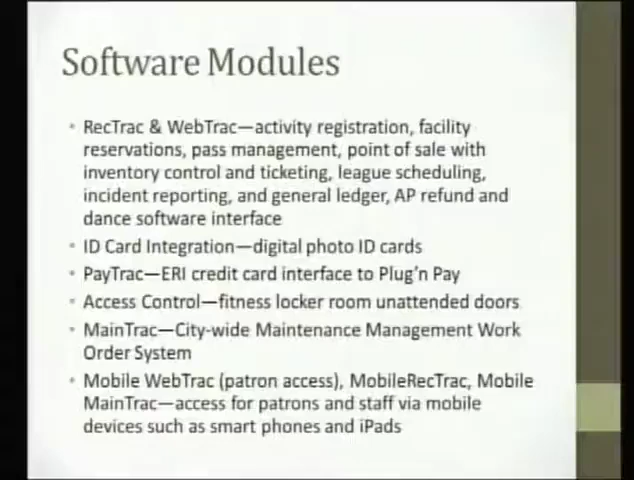 Software Modules
• RecTrac & WebTrac—activity registration, facility
reservations, pass management, point of sale with
inventory control and ticketing, league scheduling,
incident reporting, and general ledger, AP refund and
dance software interface
• ID Card Integration—digital photo ID cards
• PayTrac—ERI credit card interface to Plug'n Pay
• Access Control—fitness locker room unattended doors
• MainTrac—City-wide Maintenance Management Work
Order System
• Mobile WebTrac (patron access), MobileRecTrac, Mobile
MainTrac—access for patrons and staff via mobile
devices such as smart phones and iPads